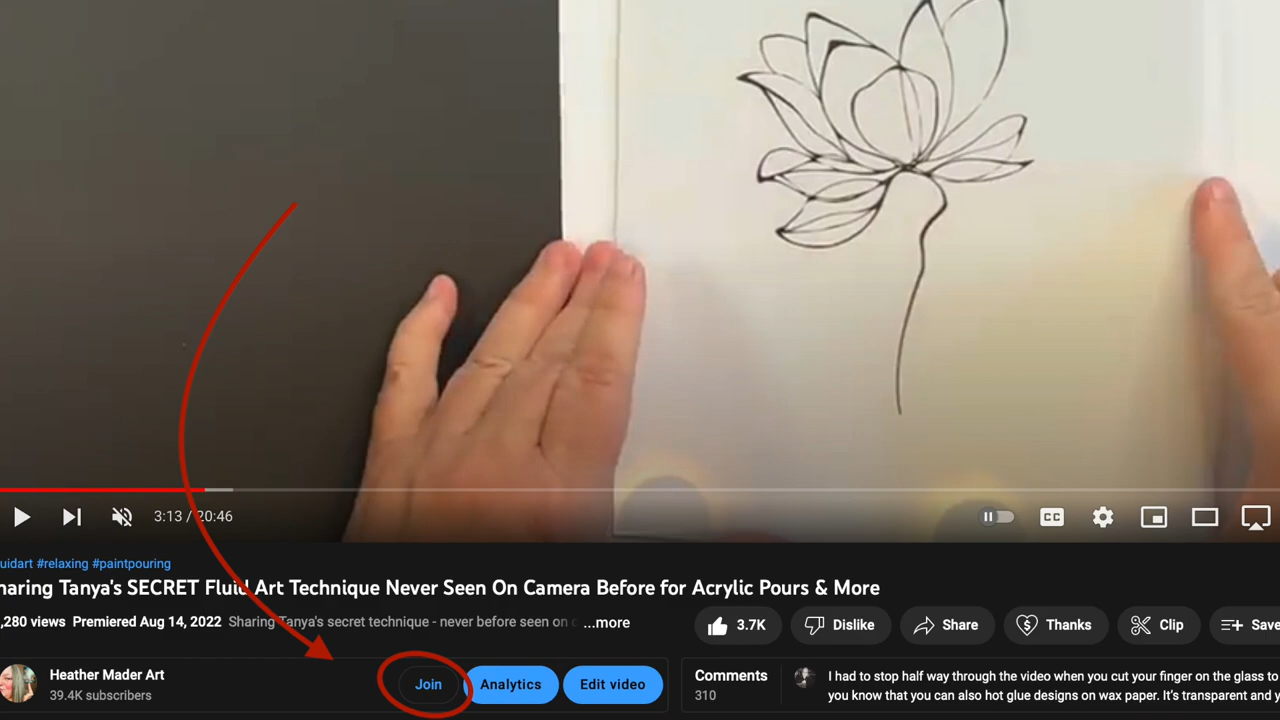 3:13 / 20:46
CC
uidart #relaxing #paintpouring
haring Tanya's SECRET Fluid Art Technique Never Seen On Camera Before for Acrylic Pours & More
,280 views Premiered Aug 14, 2022 Sharing Tanya's secret technique - never before seen on c ...more
3.7K
Dislike
Share
Thanks
Clip
Save
Heather Mader Art
39.4K subscribers
Join
Analytics
Edit video
Comments
310
I had to stop half way through the video when you cut your finger on the glass to
you know that you can also hot glue designs on wax paper. It's transparent and y